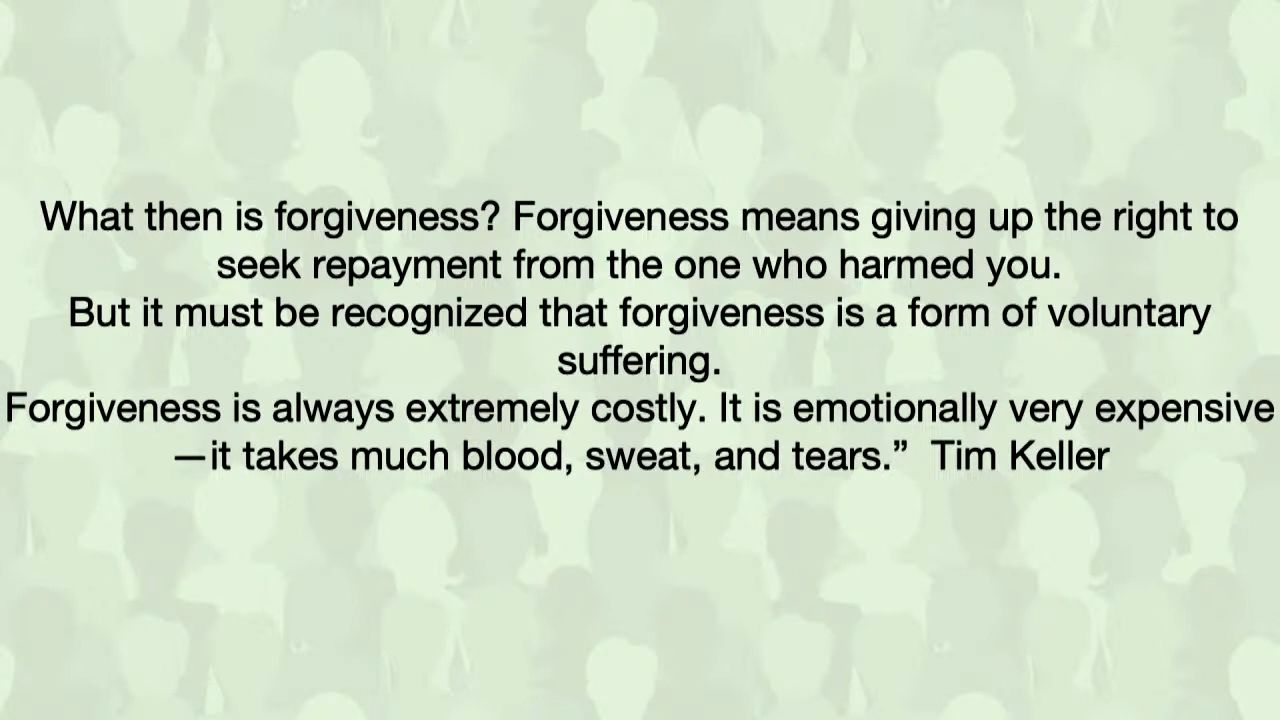 What then is forgiveness? Forgiveness means giving up the right to
seek repayment from the one who harmed you.
But it must be recognized that forgiveness is a form of voluntary
suffering.
Forgiveness is always extremely costly. It is emotionally very expensive
—it takes much blood, sweat, and tears.”  Tim Keller